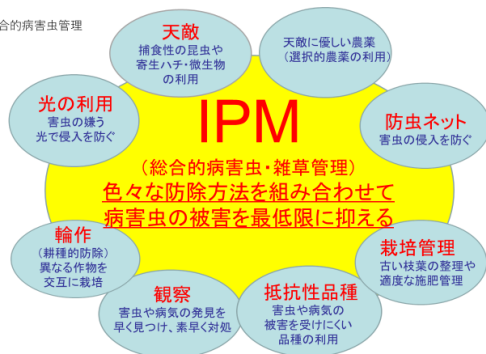 合的病害虫管理
天敵
捕食性の昆虫や
寄生ハチ・微生物
の利用
天敵に優しい農薬
（選択的農薬の利用）
光の利用
害虫の嫌う
光で侵入を防ぐ
IPM
（総合的病害虫・雑草管理）
色々な防除方法を組み合わせて
病害虫の被害を最低限に抑える
防虫ネット
害虫の侵入を防ぐ
輪作
（耕種的防除）
異なる作物を
交互に栽培
観察
害虫や病気の発見を
早く見つけ、素早く対処
抵抗性品種
害虫や病気の
被害を受けにくい
品種の利用
栽培管理
古い枝葉の整理や
適度な施肥管理